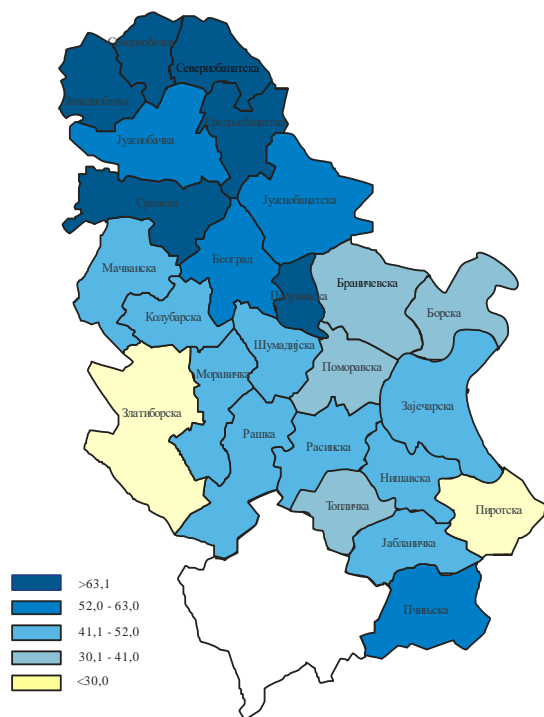 Севернобачка
Севернобанатска
Западнобачка
Средњебанатска
Јужнобачка
Јужнобанатска
Сремска
Београд
Мачванска
Подунавска
Браничевска
Борска
Колубарска
Шумадијска
Поморавска
Моравичка
Златиборска
Зајечарска
Рашка
Расинска
Нишавска
Топличка
Пиротска
Јабланичка
Пчињска
>63,1
52,0 - 63,0
41,1 - 52,0
30,1 - 41,0
<30,0